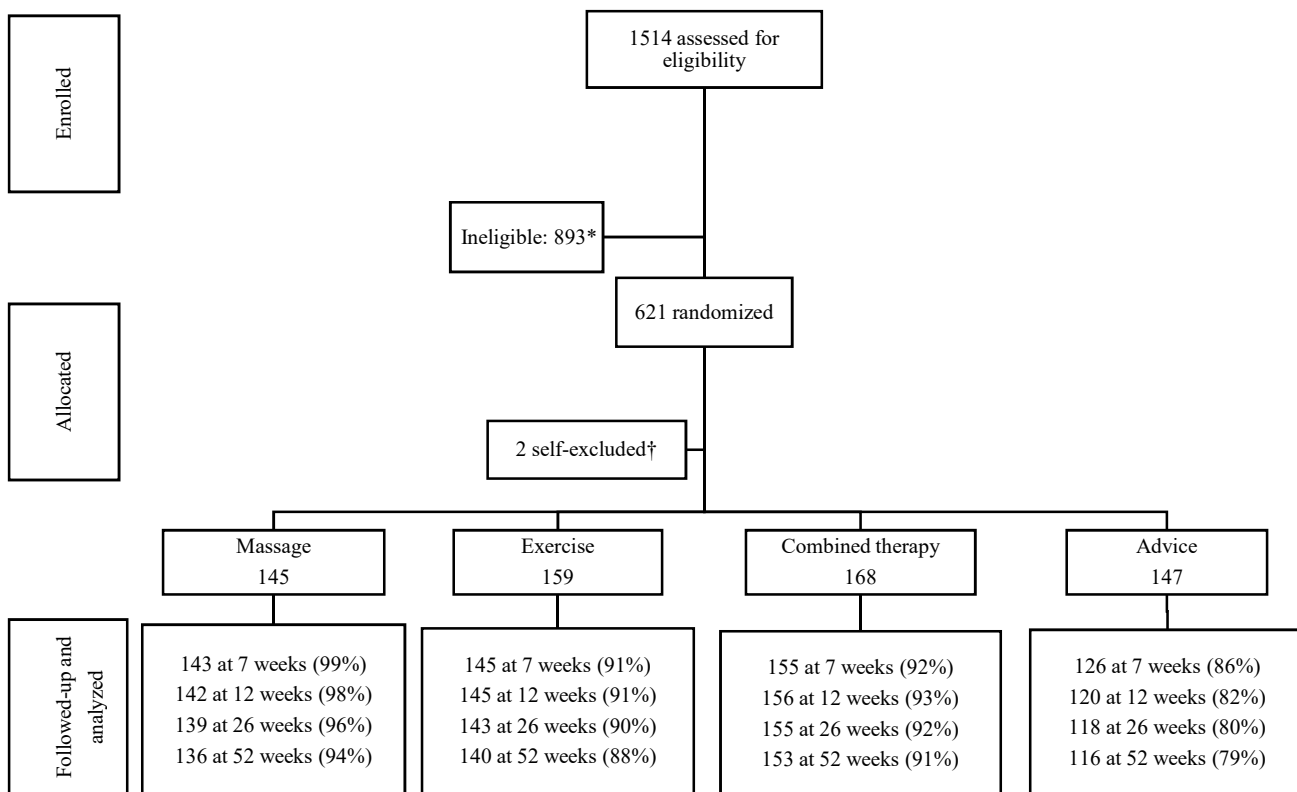 Enrolled
1514 assessed for
eligibility
Ineligible: 893*
Allocated
621 randomized
2 self-excluded†
Massage
145
Exercise
159
Combined therapy
168
Advice
147
Followed-up and
analyzed
143 at 7 weeks (99%)
142 at 12 weeks (98%)
139 at 26 weeks (96%)
136 at 52 weeks (94%)
145 at 7 weeks (91%)
145 at 12 weeks (91%)
143 at 26 weeks (90%)
140 at 52 weeks (88%)
155 at 7 weeks (92%)
156 at 12 weeks (93%)
155 at 26 weeks (92%)
153 at 52 weeks (91%)
126 at 7 weeks (86%)
120 at 12 weeks (82%)
118 at 26 weeks (80%)
116 at 52 weeks (79%)